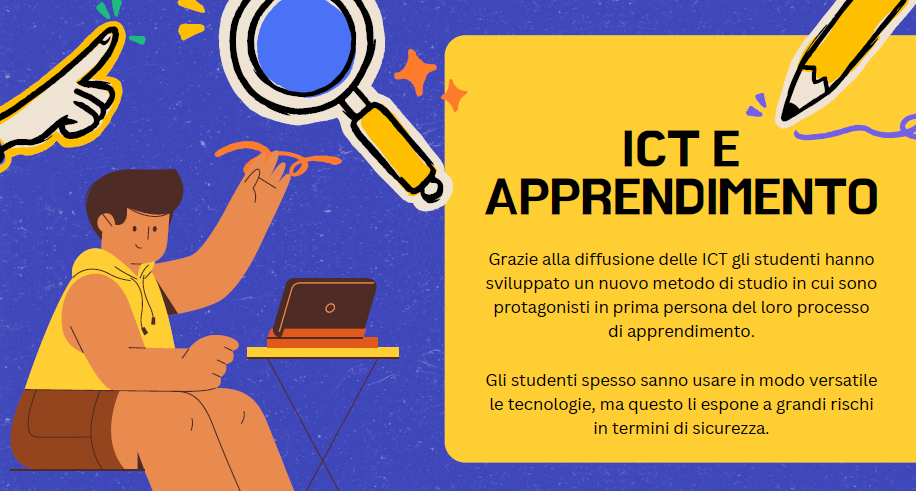 ICT E
APPRENDIMENTO
Grazie alla diffusione delle ICT gli studenti hanno
sviluppato un nuovo metodo di studio in cui sono
protagonisti in prima persona del loro processo
di apprendimento.
Gli studenti spesso sanno usare in modo versatile
le tecnologie, ma questo li espone a grandi rischi
in termini di sicurezza.